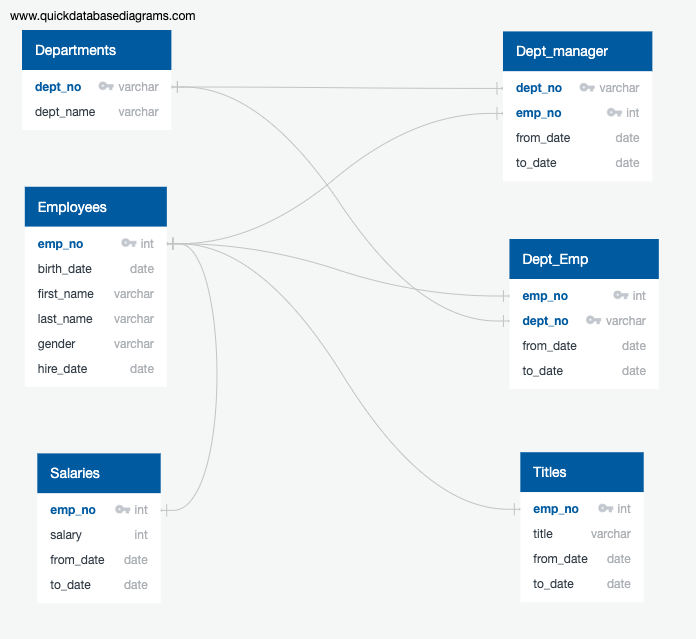 www.quickdatabasediagrams.com
Departments
dept_no varchar
dept_name varchar
Dept_manager
dept_no varchar
emp_no int
from_date date
to_date date
Employees
emp_no int
birth_date date
first_name varchar
last_name varchar
gender varchar
hire_date date
Dept_Emp
emp_no int
dept_no varchar
from_date date
to_date date
Salaries
emp_no int
salary int
from_date date
to_date date
Titles
emp_no int
title varchar
from_date date
to_date date